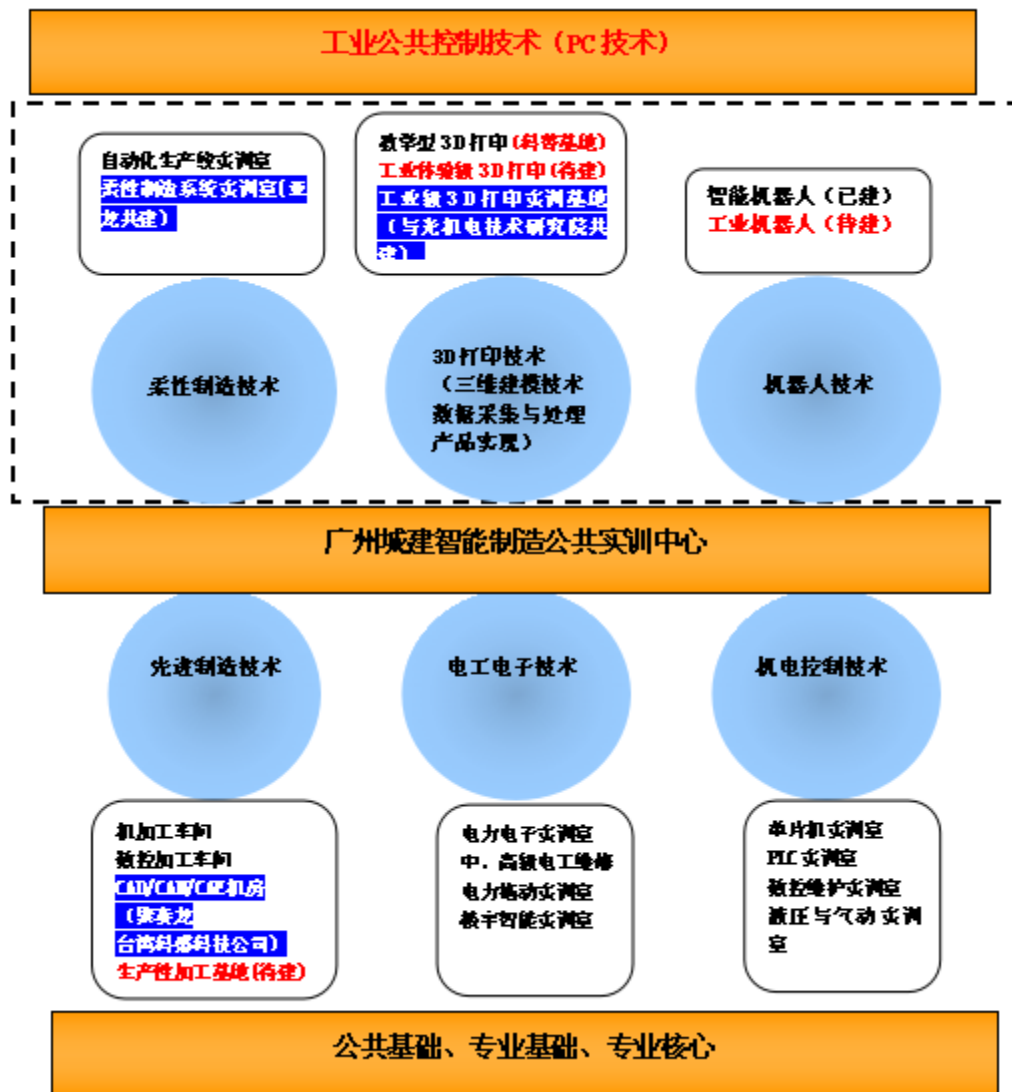 工业公共控制技术（PC技术）
自动化生产线实训室
柔性制造系统实训室(亚
龙共建）
教学型3D打印(科苑基地)
工业体验级3D打印(待建)
工业级3D打印实训基地
（与光机电技术研究院共
建）
智能机器人（已建）
工业机器人（待建）
柔性制造技术
3D打印技术
（三维建模技术
数据采集与处理
产品实现）
机器人技术
广州城建智能制造公共实训中心
先进制造技术
电工电子技术
机电控制技术
机加工车间
数控加工车间
CAD/CAM/CAE机房
台湾科盛科技公司）
生产性加工基地(待建)
电力电子实训室
中．高级电工维修
电力拖动实训室
数字智能实训室
单片机实训室
PLC实训室
数控维护实训室
液压与气动实训
室
公共基础、专业基础、专业核心